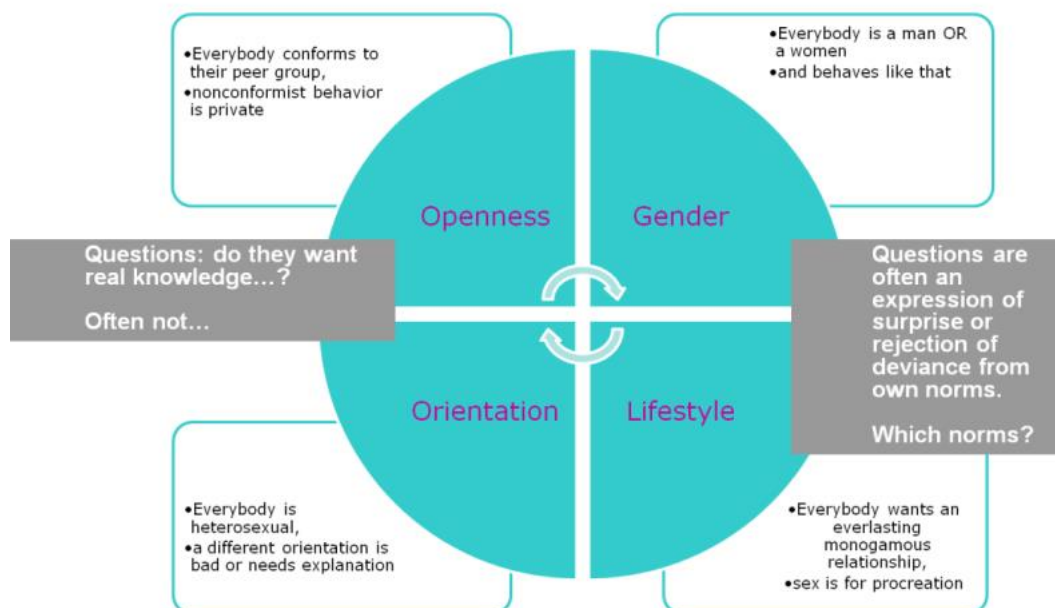 •Everybody conforms to
their peer group,
•nonconformist behavior
is private
•Everybody is a man OR
a women
•and behaves like that
Openness
Gender
Questions: do they want
real knowledge...?
Often not...
Questions are
often an
expression of
surprise or
rejection of
deviance from
own norms.
Which norms?
Orientation
Lifestyle
•Everybody is
heterosexual,
•a different orientation is
bad or needs explanation
•Everybody wants an
everlasting
monogamous
relationship,
•sex is for procreation